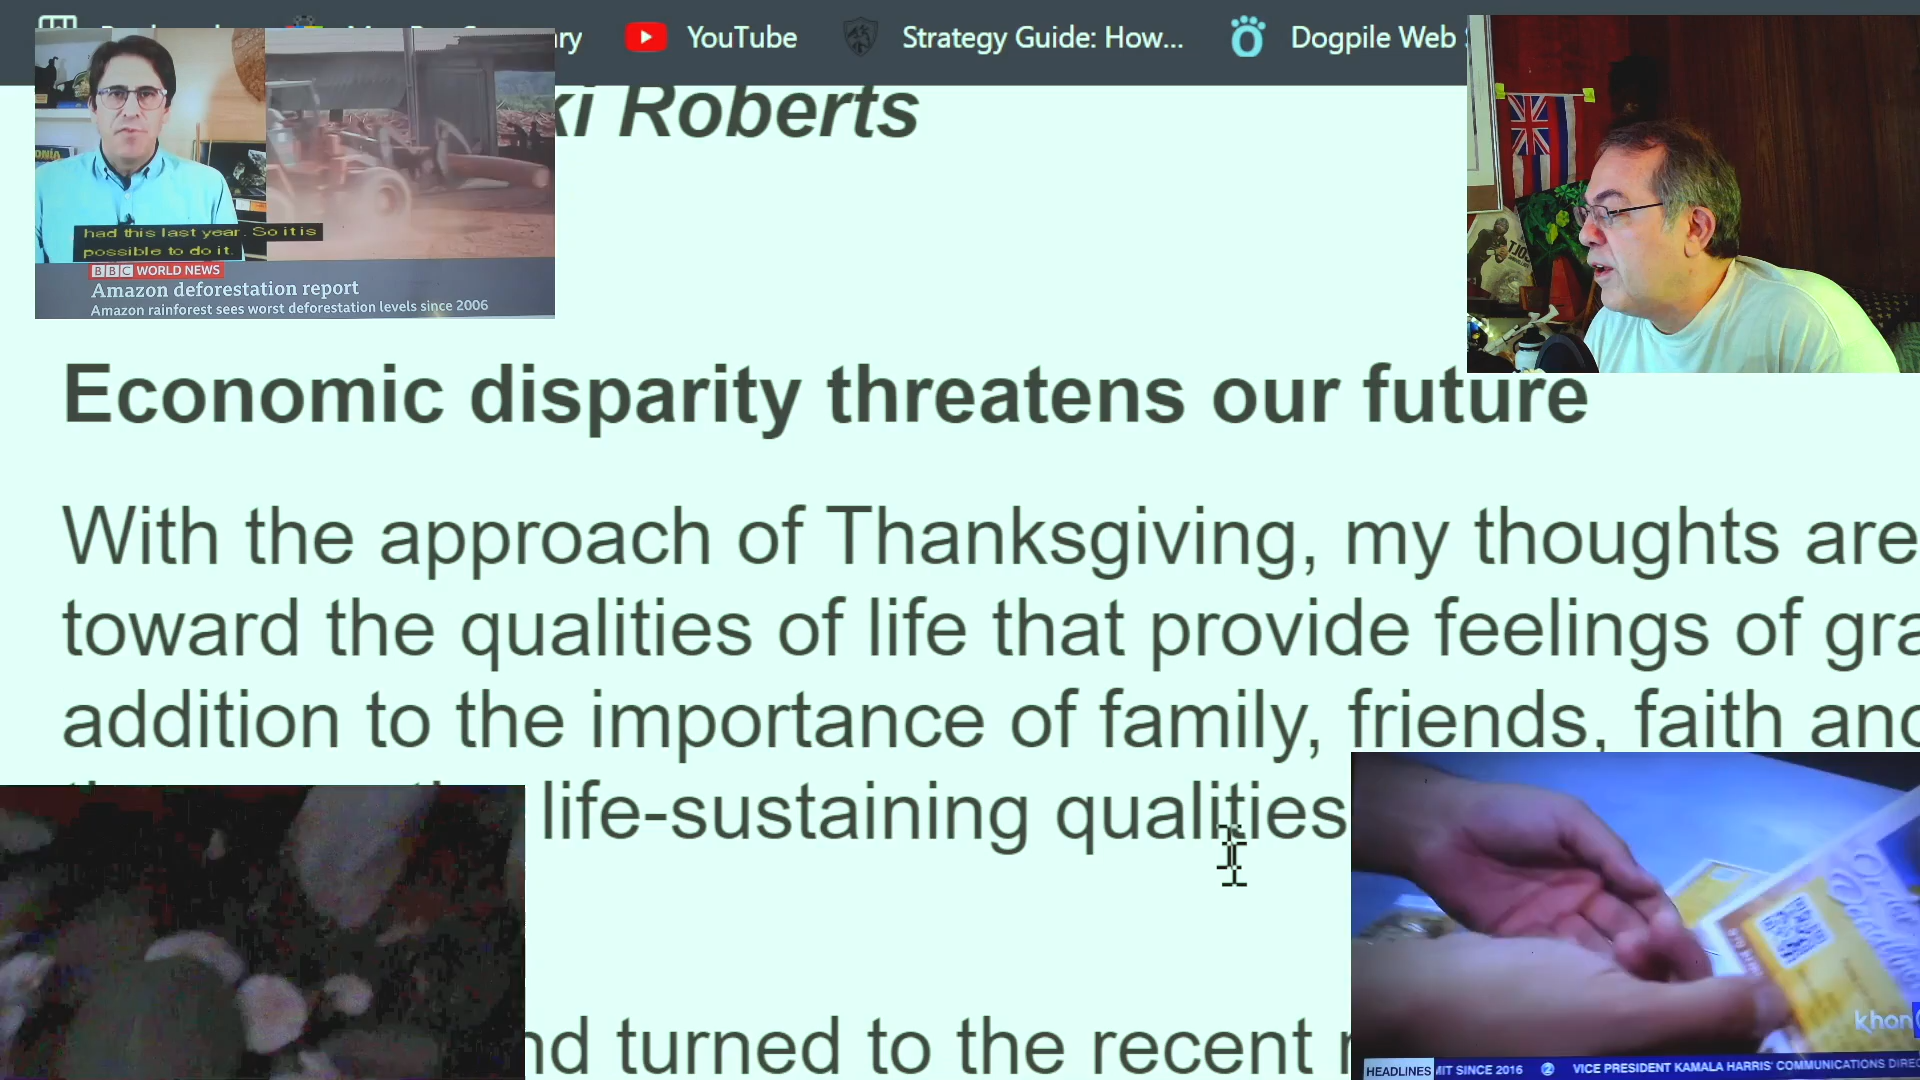 YouTube
Strategy Guide: How...
Dogpile Web
ki Roberts
had this last year. So it is
possible to do it.
BBC WORLD NEWS
Amazon deforestation report
Amazon rainforest sees worst deforestation levels since 2006
Economic disparity threatens our future
With the approach of Thanksgiving, my thoughts are
toward the qualities of life that provide feelings of gra
addition to the importance of family, friends, faith and
life-sustaining qualities
nd turned to the recent
khon
HEADLINES MIT SINCE 2016 2 VICE PRESIDENT KAMALA HARRIS' COMMUNICATIONS DIREC